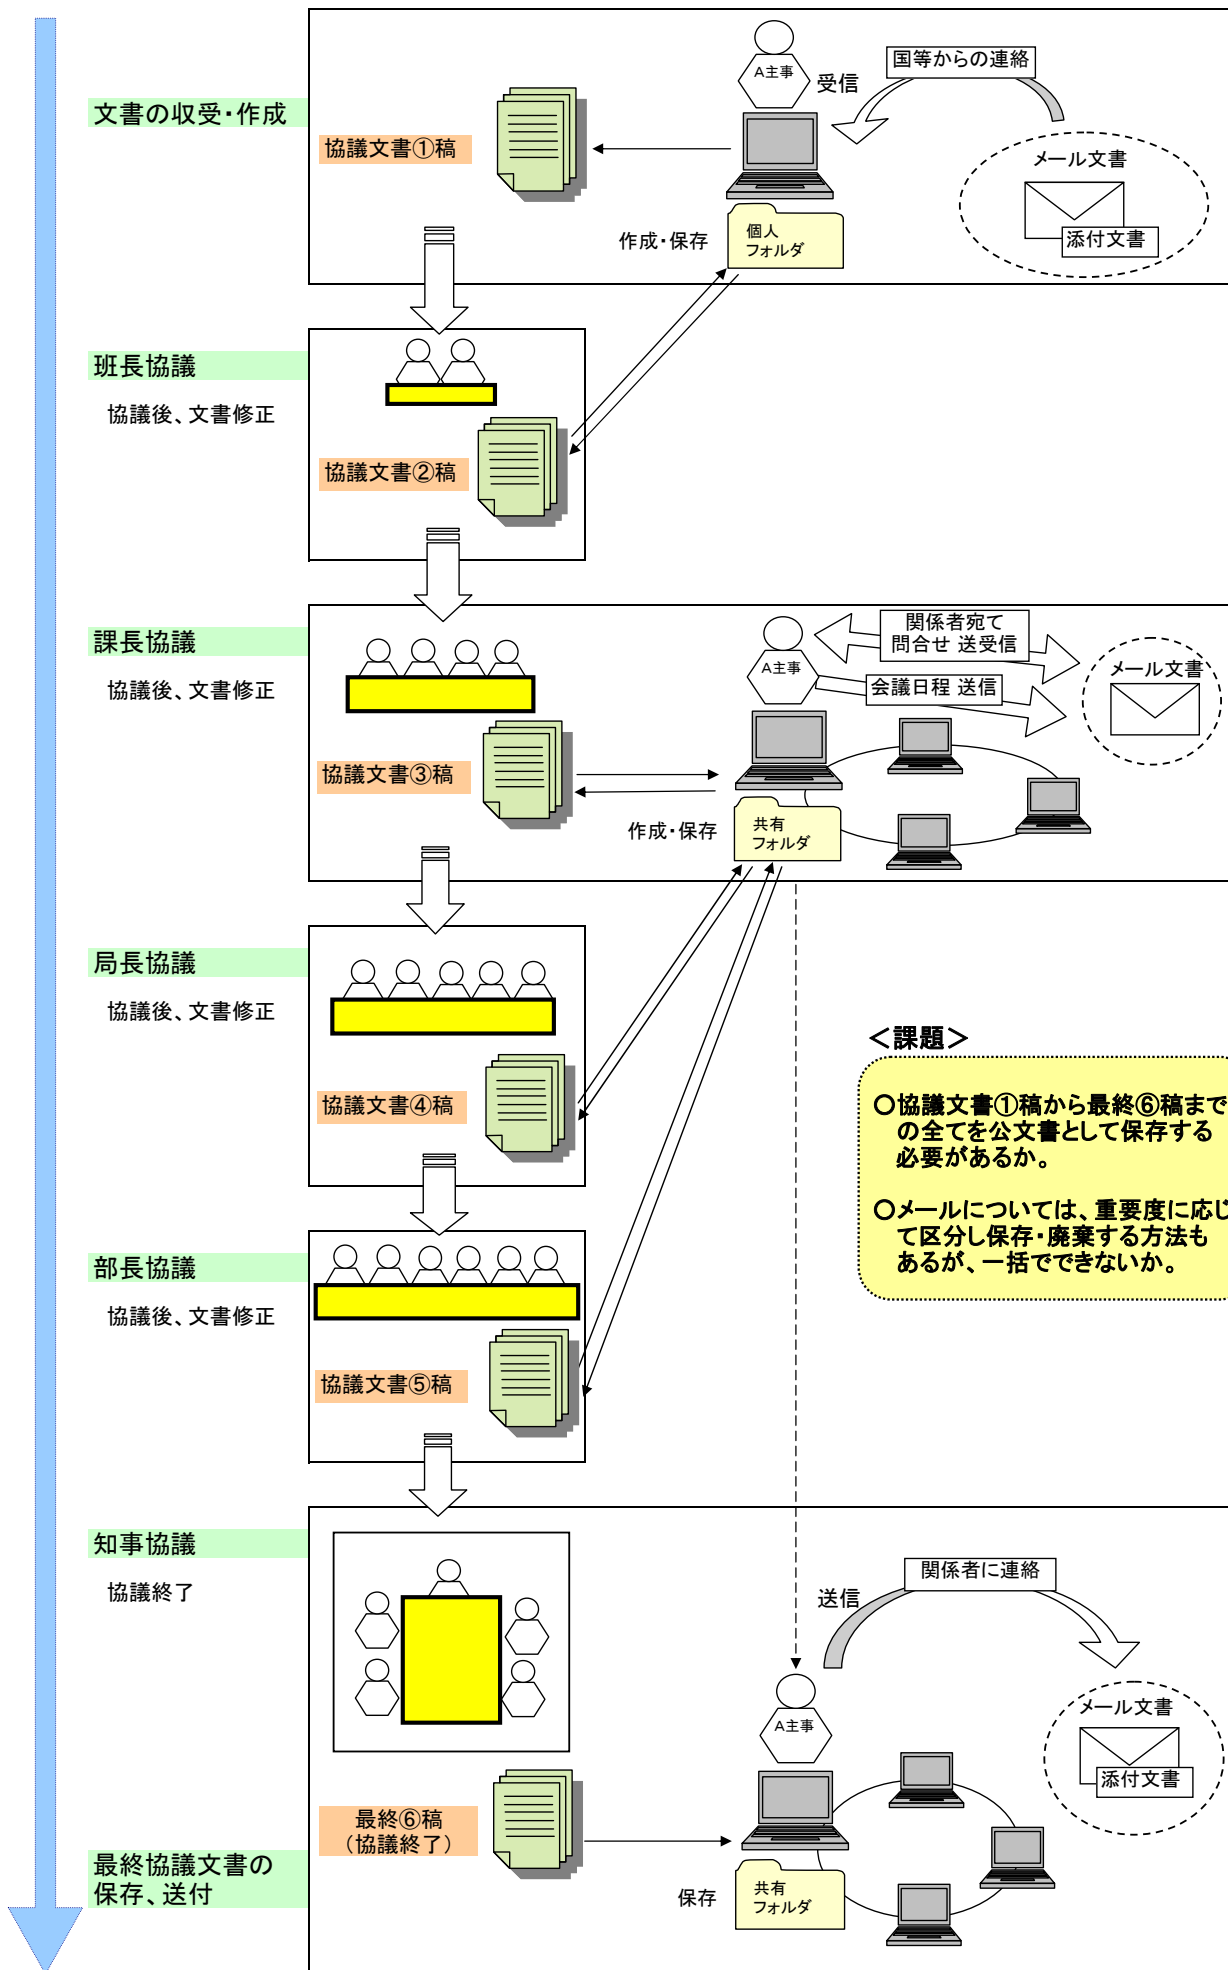 国等からの連絡
A主事
受信
文書の収受・作成
協議文書①稿
メール文書
添付文書
作成・保存
個人
フォルダ
班長協議
協議後、文書修正
協議文書②稿
課長協議
協議後、文書修正
A主事
関係者宛て
問合せ 送受信
会議日程 送信
メール文書
協議文書③稿
作成・保存
共有
フォルダ
局長協議
協議後、文書修正
協議文書④稿
＜課題＞
○協議文書①稿から最終⑥稿まで
の全てを公文書として保存する
必要があるか。
○メールについては、重要度に応じ
て区分し保存・廃棄する方法も
あるが、一括でできないか。
部長協議
協議後、文書修正
協議文書⑤稿
知事協議
協議終了
関係者に連絡
送信
A主事
メール文書
添付文書
最終⑥稿
（協議終了）
最終協議文書の
保存、送付
保存
共有
フォルダ